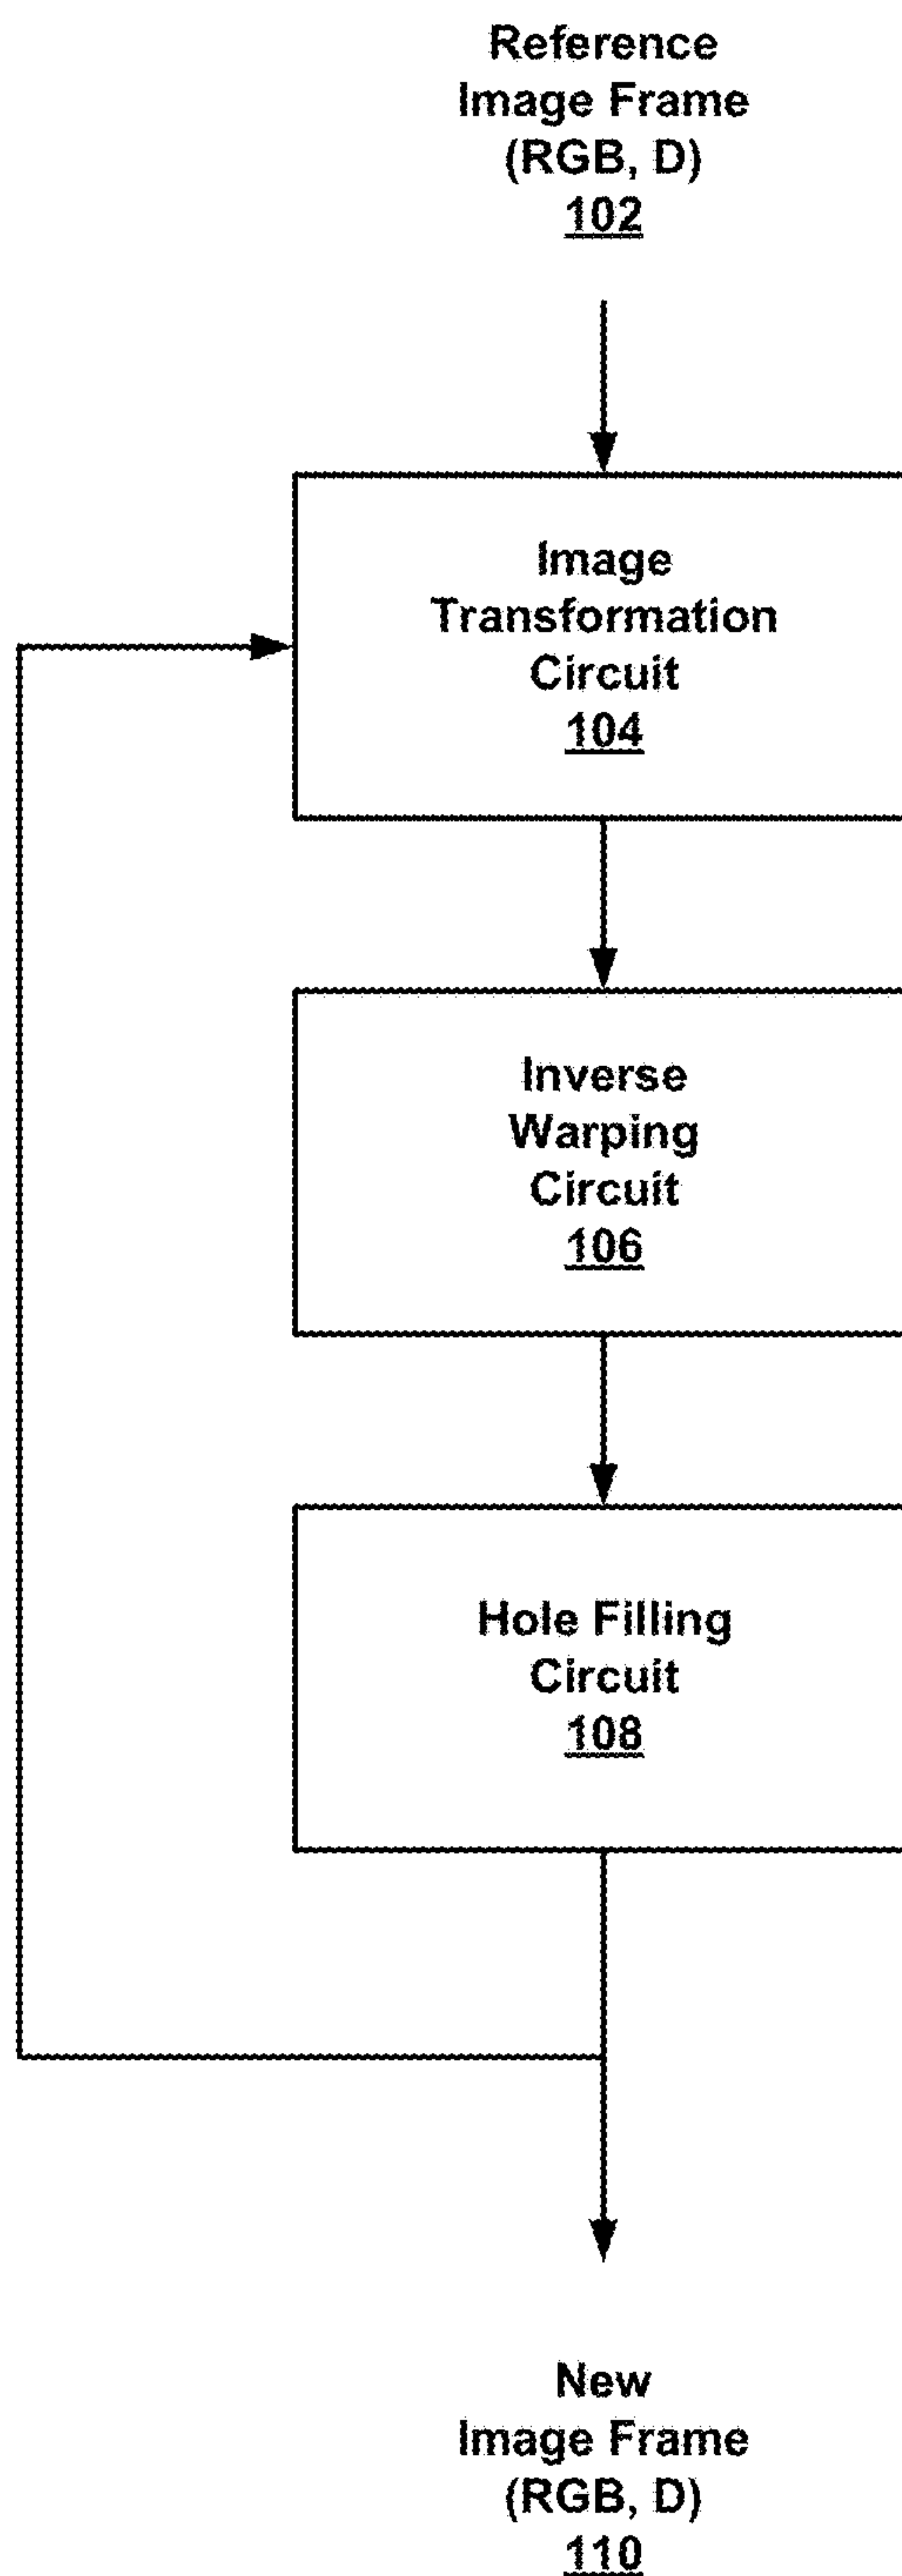 Reference
Image Frame
(RGB, D)
102
Image
Transformation
Circuit
104
Inverse
Warping
Circuit
106
Hole Filling
Circuit
108
New
Image Frame
(RGB, D)
110